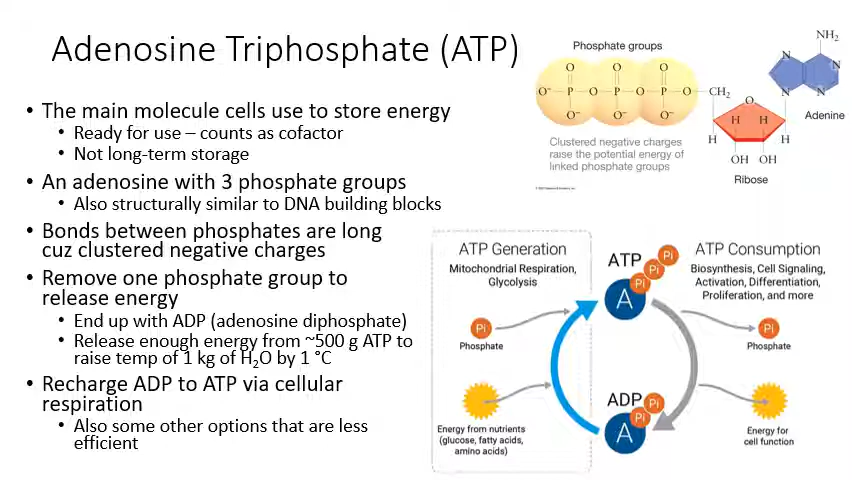 Adenosine Triphosphate (ATP)
• The main molecule cells use to store energy
• Ready for use – counts as cofactor
• Not long-term storage
• An adenosine with 3 phosphate groups
• Also structurally similar to DNA building blocks
• Bonds between phosphates are long
cuz clustered negative charges
• Remove one phosphate group to
release energy
• End up with ADP (adenosine diphosphate)
• Release enough energy from ~500 g ATP to
raise temp of 1 kg of H₂O by 1 °C
• Recharge ADP to ATP via cellular
respiration
• Also some other options that are less
efficient
Phosphate groups
O O O
O⁻ P O P O P O CH₂
O⁻ O⁻ O⁻
Clustered negative charges
raise the potential energy of
linked phosphate groups
NH₂
N N
N N
Adenine
O
H H
H H
OH OH
Ribose
ATP Generation
Mitochondrial Respiration,
Glycolysis
Pi
Phosphate
Energy from nutrients
(glucose, fatty acids,
amino acids)
ATP
A Pi Pi Pi
ADP
A Pi Pi
ATP Consumption
Biosynthesis, Cell Signaling,
Activation, Differentiation,
Proliferation, and more
Pi
Phosphate
Energy for
cell function